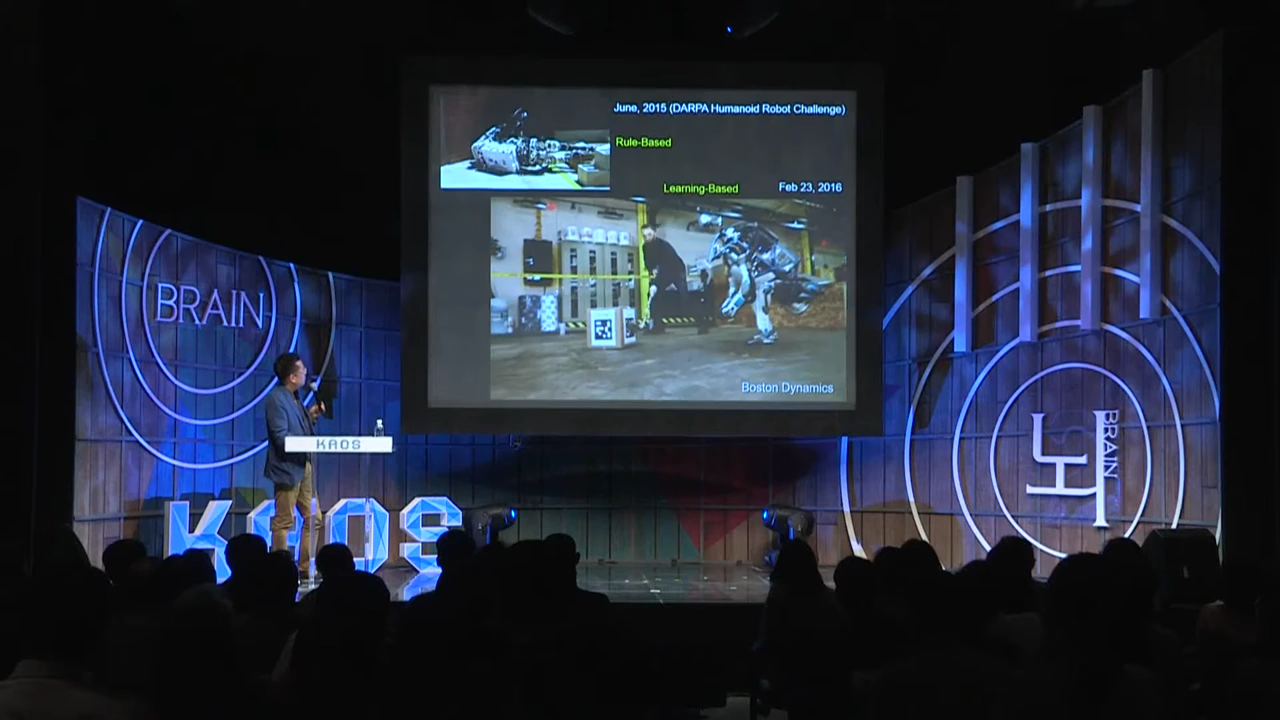 June, 2015 (DARPA Humanoid Robot Challenge)
Rule-Based
Learning-Based
Feb 23, 2016
Boston Dynamics
BRAIN
KAOS
KAOS
뇌
BRAIN